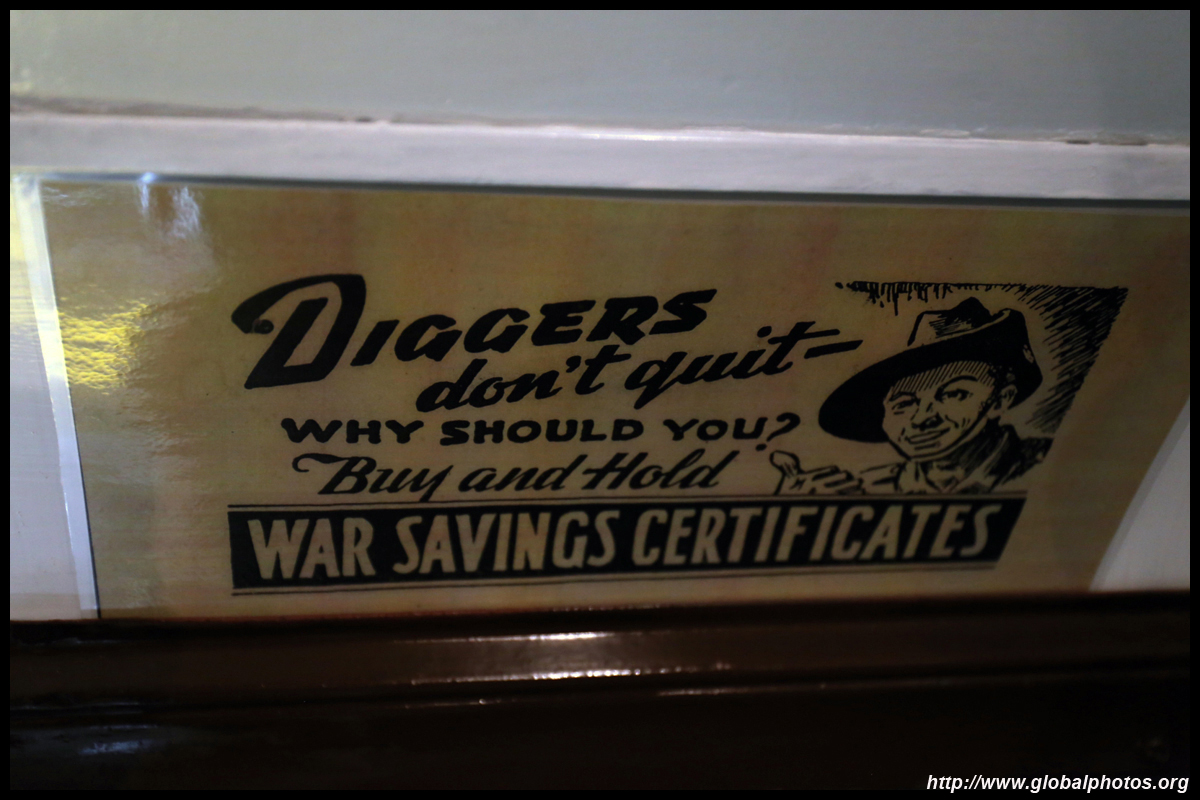 DIGGERS
don't quit—
WHY SHOULD YOU?
Buy and Hold
WAR SAVINGS CERTIFICATES
http://www.globalphotos.org